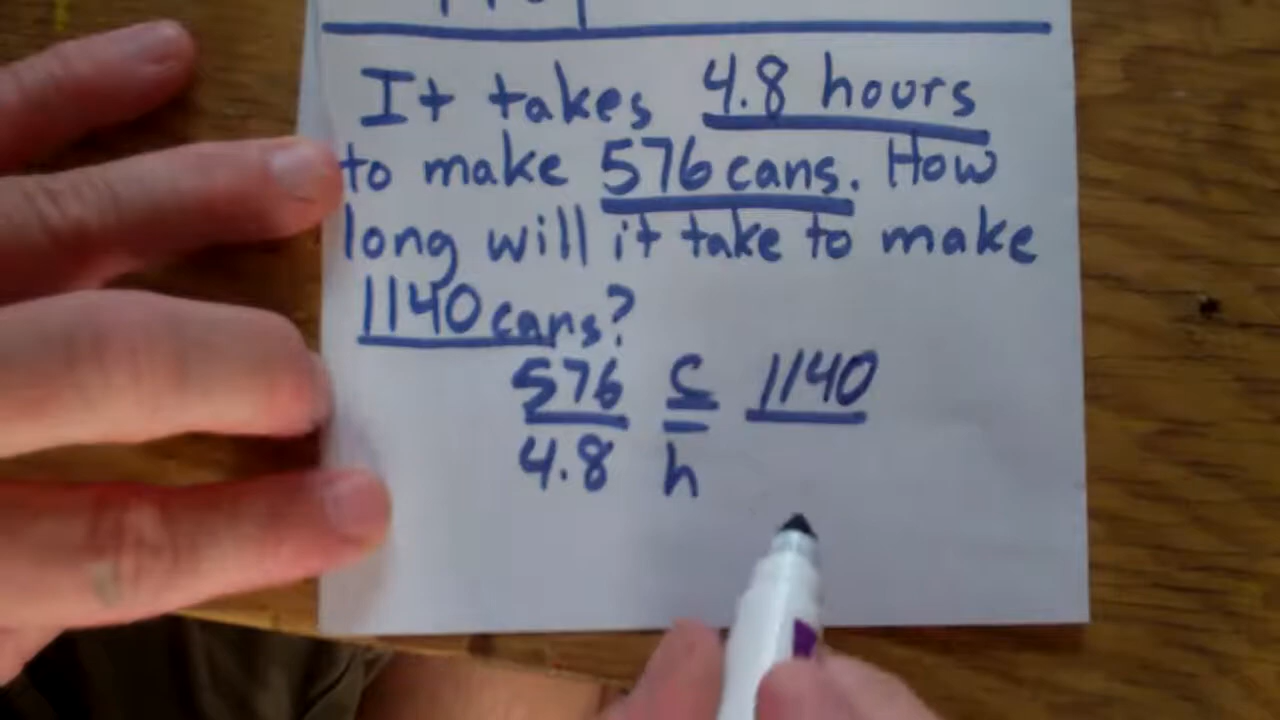 It takes 4.8 hours
to make 576 cans. How
long will it take to make
1140 cans?
576 c 1140
4.8 h